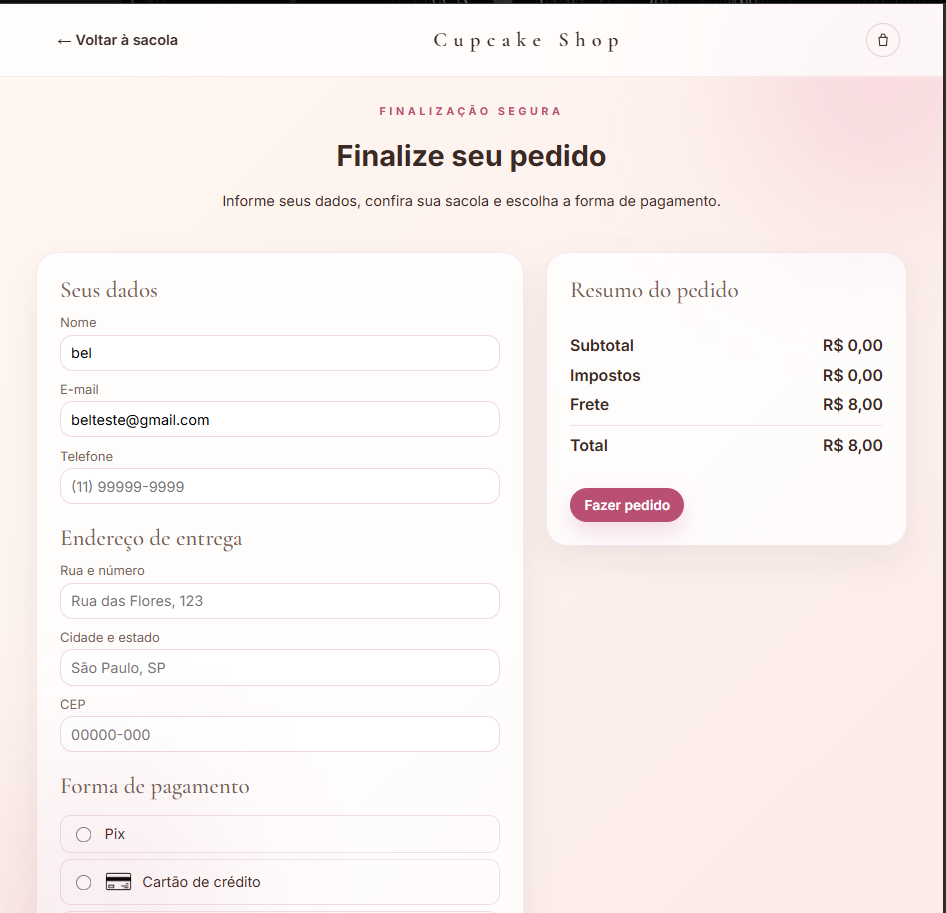 ← Voltar à sacola
Cupcake Shop
FINALIZAÇÃO SEGURA
Finalize seu pedido
Informe seus dados, confira sua sacola e escolha a forma de pagamento.
Seus dados
Nome
bel
E-mail
belteste@gmail.com
Telefone
(11) 99999-9999
Endereço de entrega
Rua e número
Rua das Flores, 123
Cidade e estado
São Paulo, SP
CEP
00000-000
Forma de pagamento
Pix
Cartão de crédito
Resumo do pedido
Subtotal R$ 0,00
Impostos R$ 0,00
Frete R$ 8,00
Total R$ 8,00
Fazer pedido